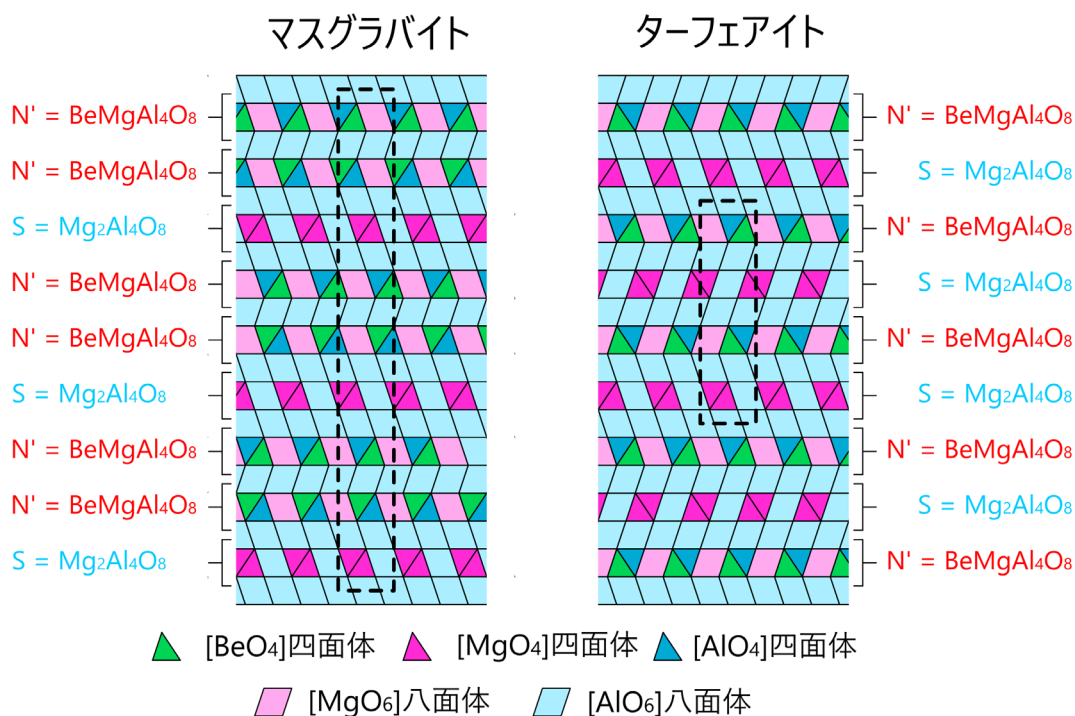 マスグラバイト
ターフェアイト
N' = BeMgAl₄O₈
N' = BeMgAl₄O₈
N' = BeMgAl₄O₈
S = Mg₂Al₄O₈
S = Mg₂Al₄O₈
N' = BeMgAl₄O₈
N' = BeMgAl₄O₈
S = Mg₂Al₄O₈
N' = BeMgAl₄O₈
N' = BeMgAl₄O₈
S = Mg₂Al₄O₈
S = Mg₂Al₄O₈
N' = BeMgAl₄O₈
N' = BeMgAl₄O₈
N' = BeMgAl₄O₈
S = Mg₂Al₄O₈
S = Mg₂Al₄O₈
N' = BeMgAl₄O₈
[BeO₄]四面体
[MgO₄]四面体
[AlO₄]四面体
[MgO₆]八面体
[AlO₆]八面体